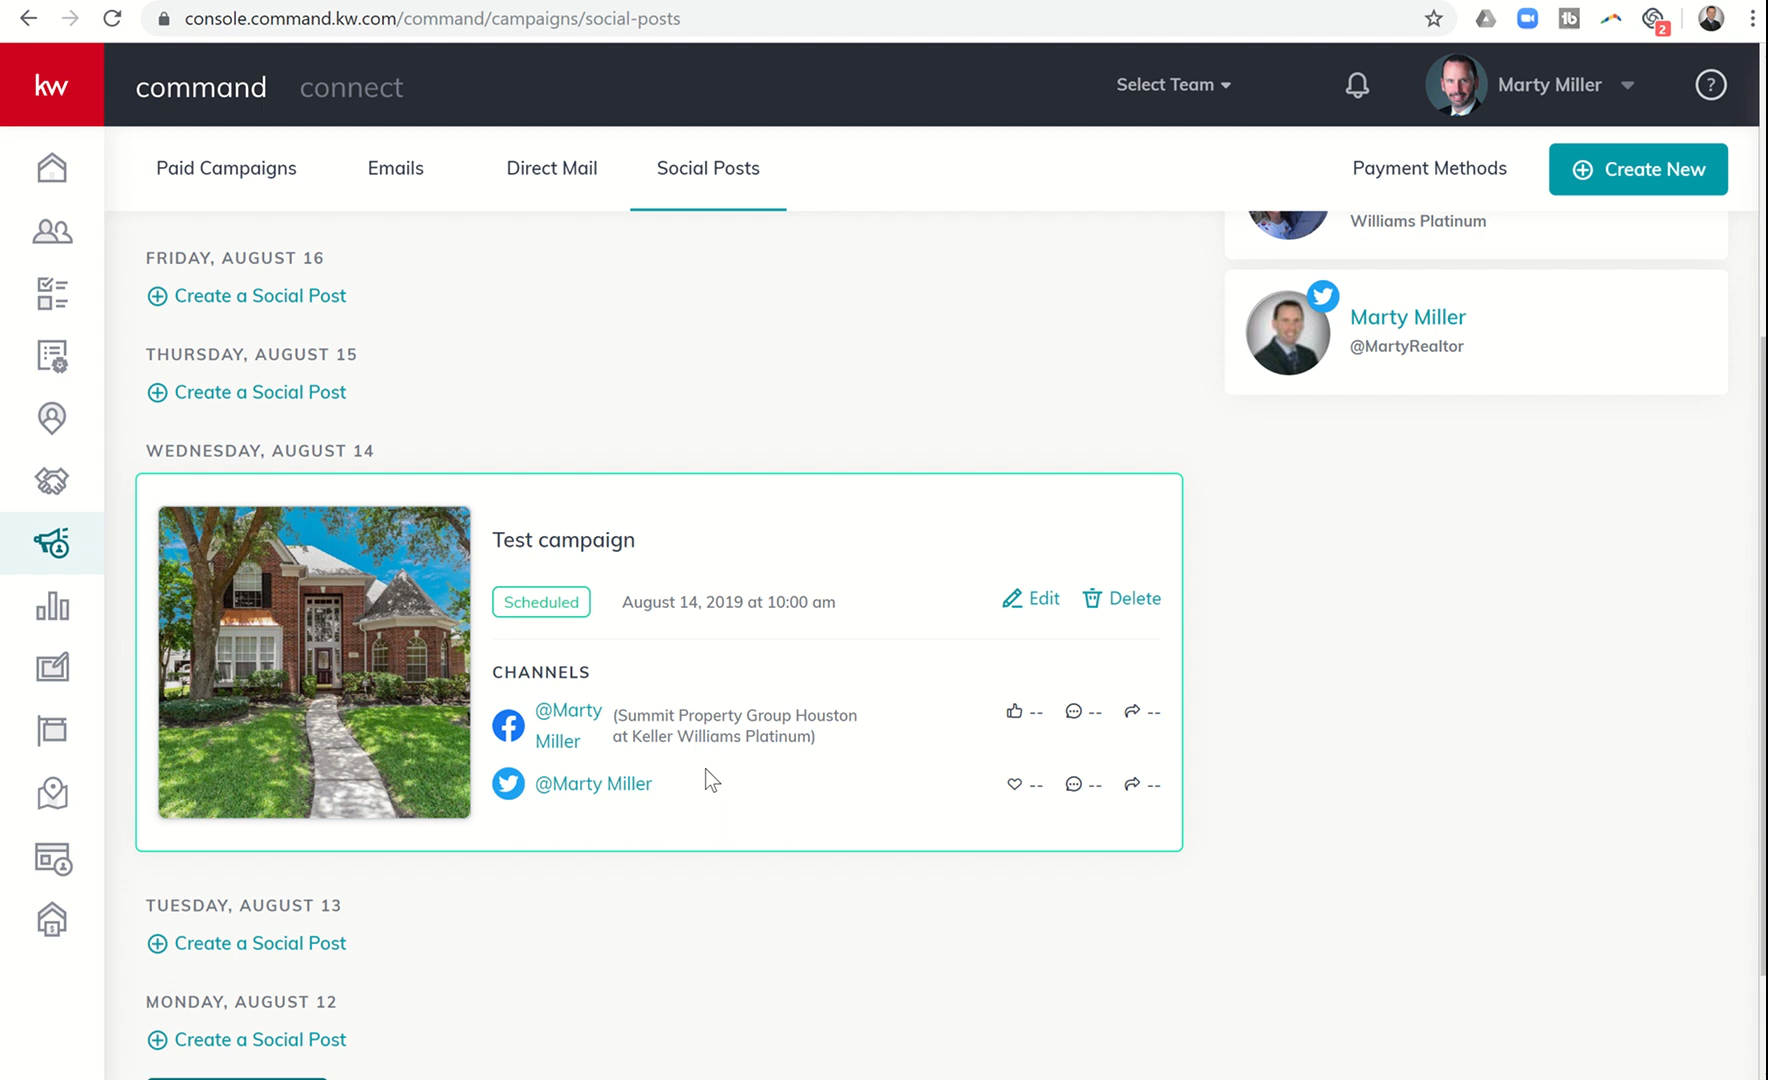 console.command.kw.com/command/campaigns/social-posts
2
kw
command
connect
Select Team
Marty Miller
?
Paid Campaigns
Emails
Direct Mail
Social Posts
Payment Methods
Create New
Williams Platinum
FRIDAY, AUGUST 16
Create a Social Post
Marty Miller
@MartyRealtor
THURSDAY, AUGUST 15
Create a Social Post
WEDNESDAY, AUGUST 14
Test campaign
Scheduled
August 14, 2019 at 10:00 am
Edit
Delete
CHANNELS
@Marty
Miller
(Summit Property Group Houston
at Keller Williams Platinum)
-- -- --
@Marty Miller
-- -- --
TUESDAY, AUGUST 13
Create a Social Post
MONDAY, AUGUST 12
Create a Social Post